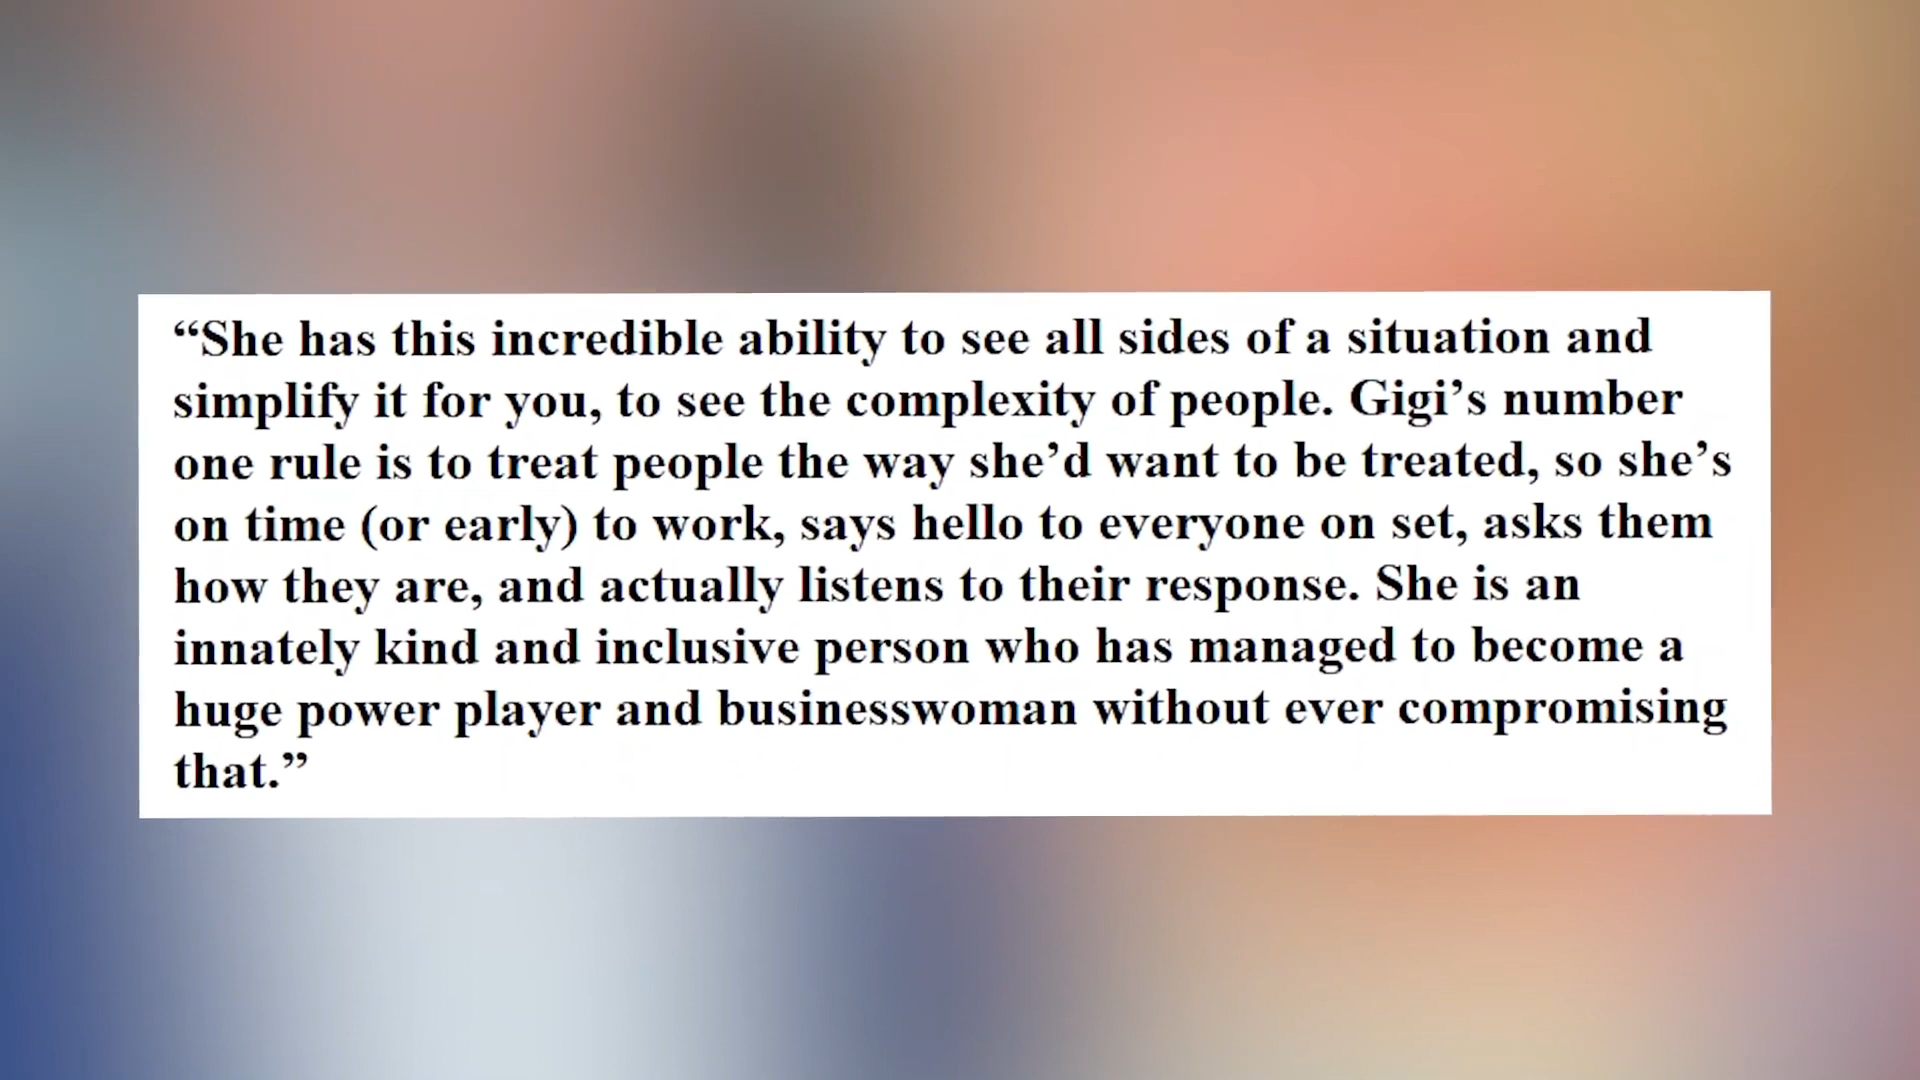 “She has this incredible ability to see all sides of a situation and
simplify it for you, to see the complexity of people. Gigi’s number
one rule is to treat people the way she’d want to be treated, so she’s
on time (or early) to work, says hello to everyone on set, asks them
how they are, and actually listens to their response. She is an
innately kind and inclusive person who has managed to become a
huge power player and businesswoman without ever compromising
that.”